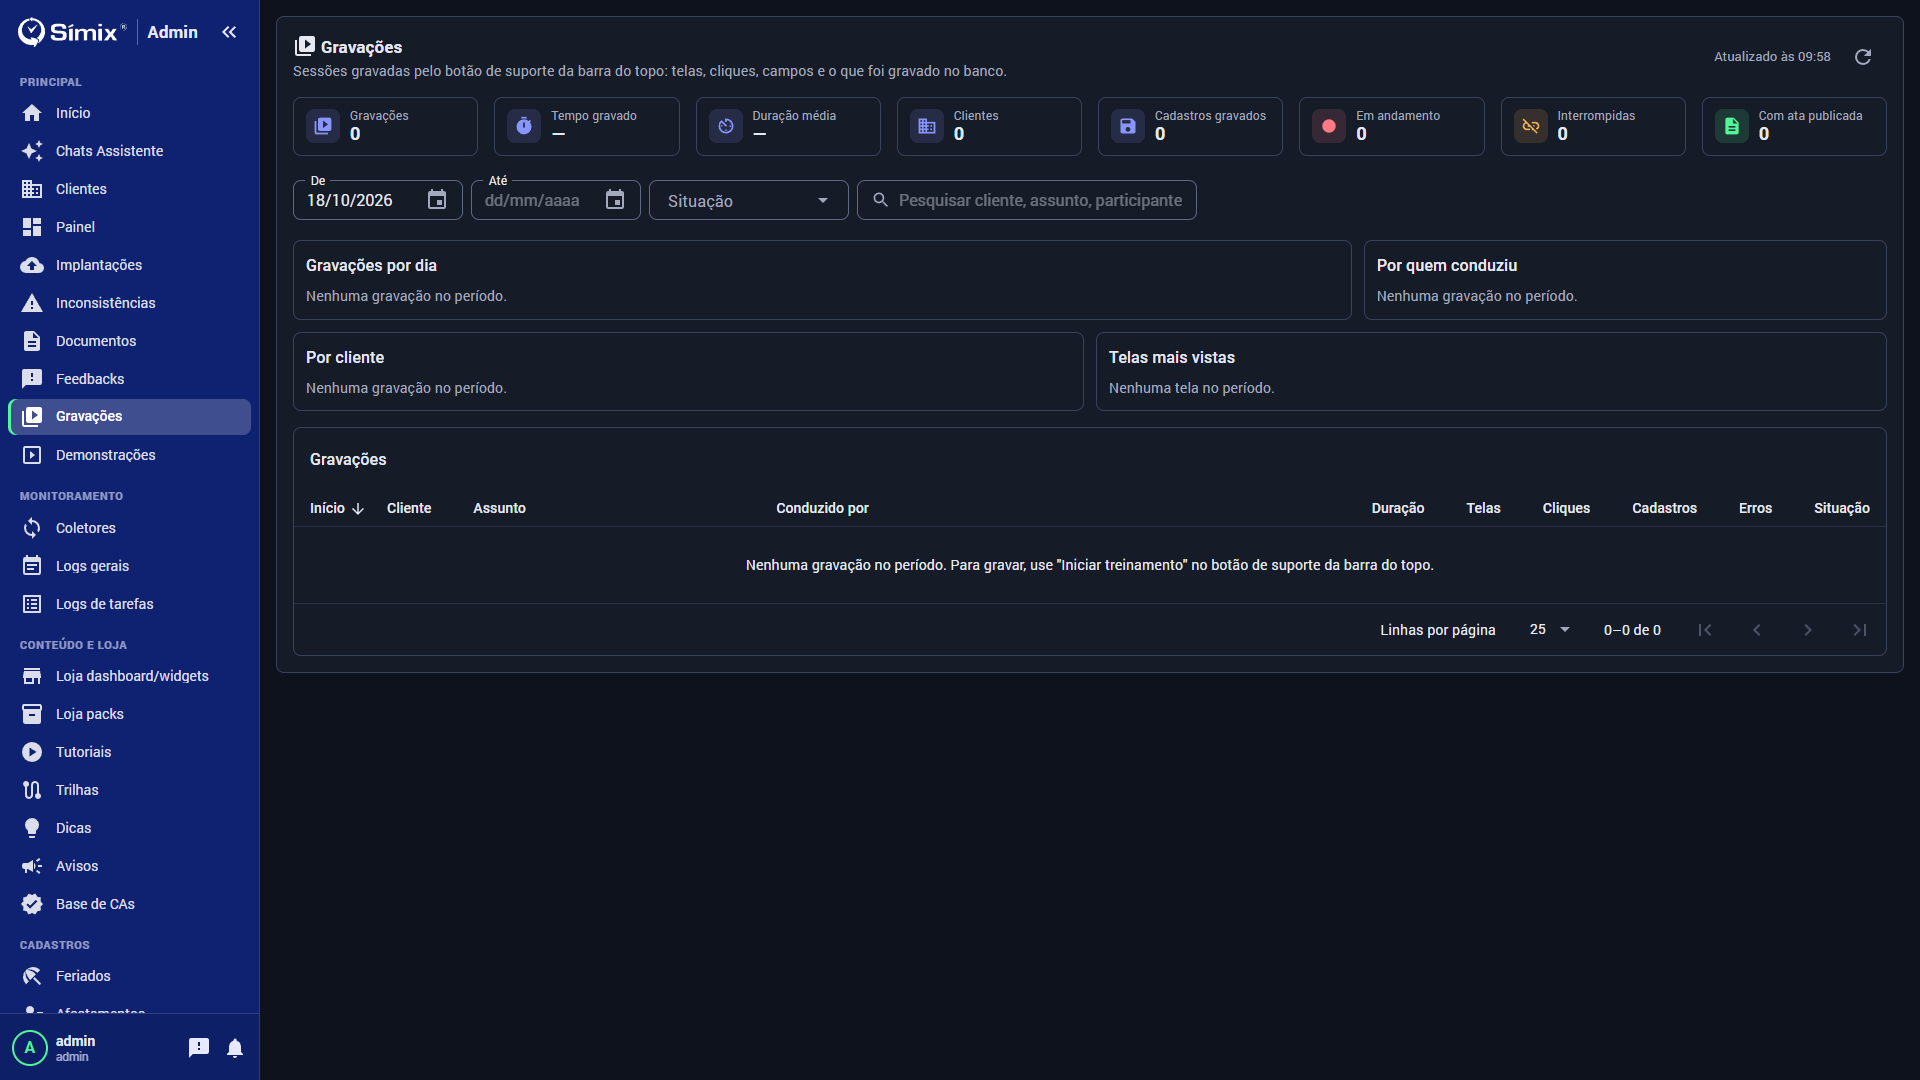 Símix®
Admin
PRINCIPAL
Início
Chats Assistente
Clientes
Painel
Implantações
Inconsistências
Documentos
Feedbacks
Gravações
Demonstrações
MONITORAMENTO
Coletores
Logs gerais
Logs de tarefas
CONTEÚDO E LOJA
Loja dashboard/widgets
Loja packs
Tutoriais
Trilhas
Dicas
Avisos
Base de CAs
CADASTROS
Feriados
Afastamentos
A
admin
admin
Gravações
Sessões gravadas pelo botão de suporte da barra do topo: telas, cliques, campos e o que foi gravado no banco.
Atualizado às 09:58
Gravações
0
Tempo gravado
—
Duração média
—
Clientes
0
Cadastros gravados
0
Em andamento
0
Interrompidas
0
Com ata publicada
0
De
18/10/2026
Até
dd/mm/aaaa
Situação
Pesquisar cliente, assunto, participante
Gravações por dia
Nenhuma gravação no período.
Por quem conduziu
Nenhuma gravação no período.
Por cliente
Nenhuma gravação no período.
Telas mais vistas
Nenhuma tela no período.
Gravações
Início Cliente Assunto Conduzido por Duração Telas Cliques Cadastros Erros Situação
Nenhuma gravação no período. Para gravar, use "Iniciar treinamento" no botão de suporte da barra do topo.
Linhas por página 25 0–0 de 0